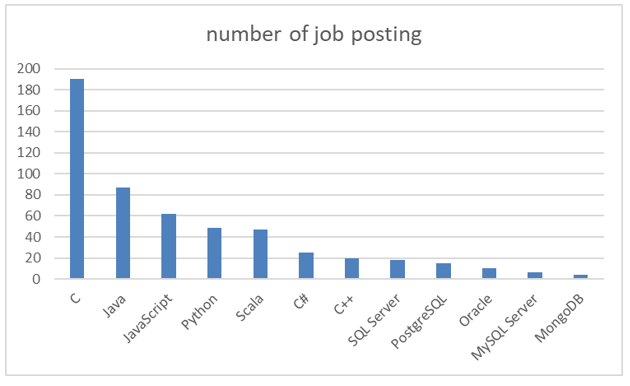 number of job posting
200
180
160
140
120
100
80
60
40
20
0
C
Java
JavaScript
Python
Scala
C#
C++
SQL Server
PostgreSQL
Oracle
MySQL Server
MongoDB